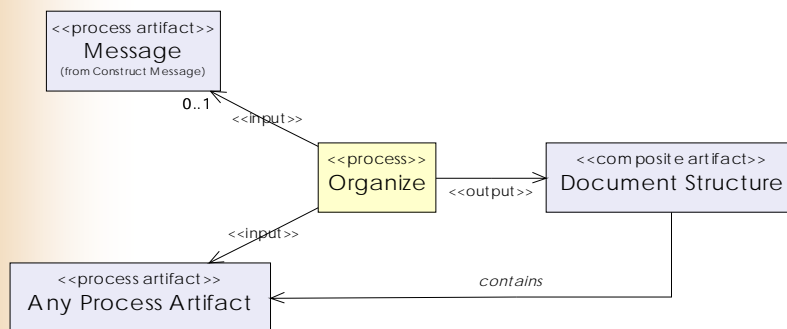 <<process artifact>>
Message
(from Construct Message)
0..1
<<input>>
<<process>>
Organize
<<output>>
<<composite artifact>>
Document Structure
<<input>>
<<process artifact>>
Any Process Artifact
contains